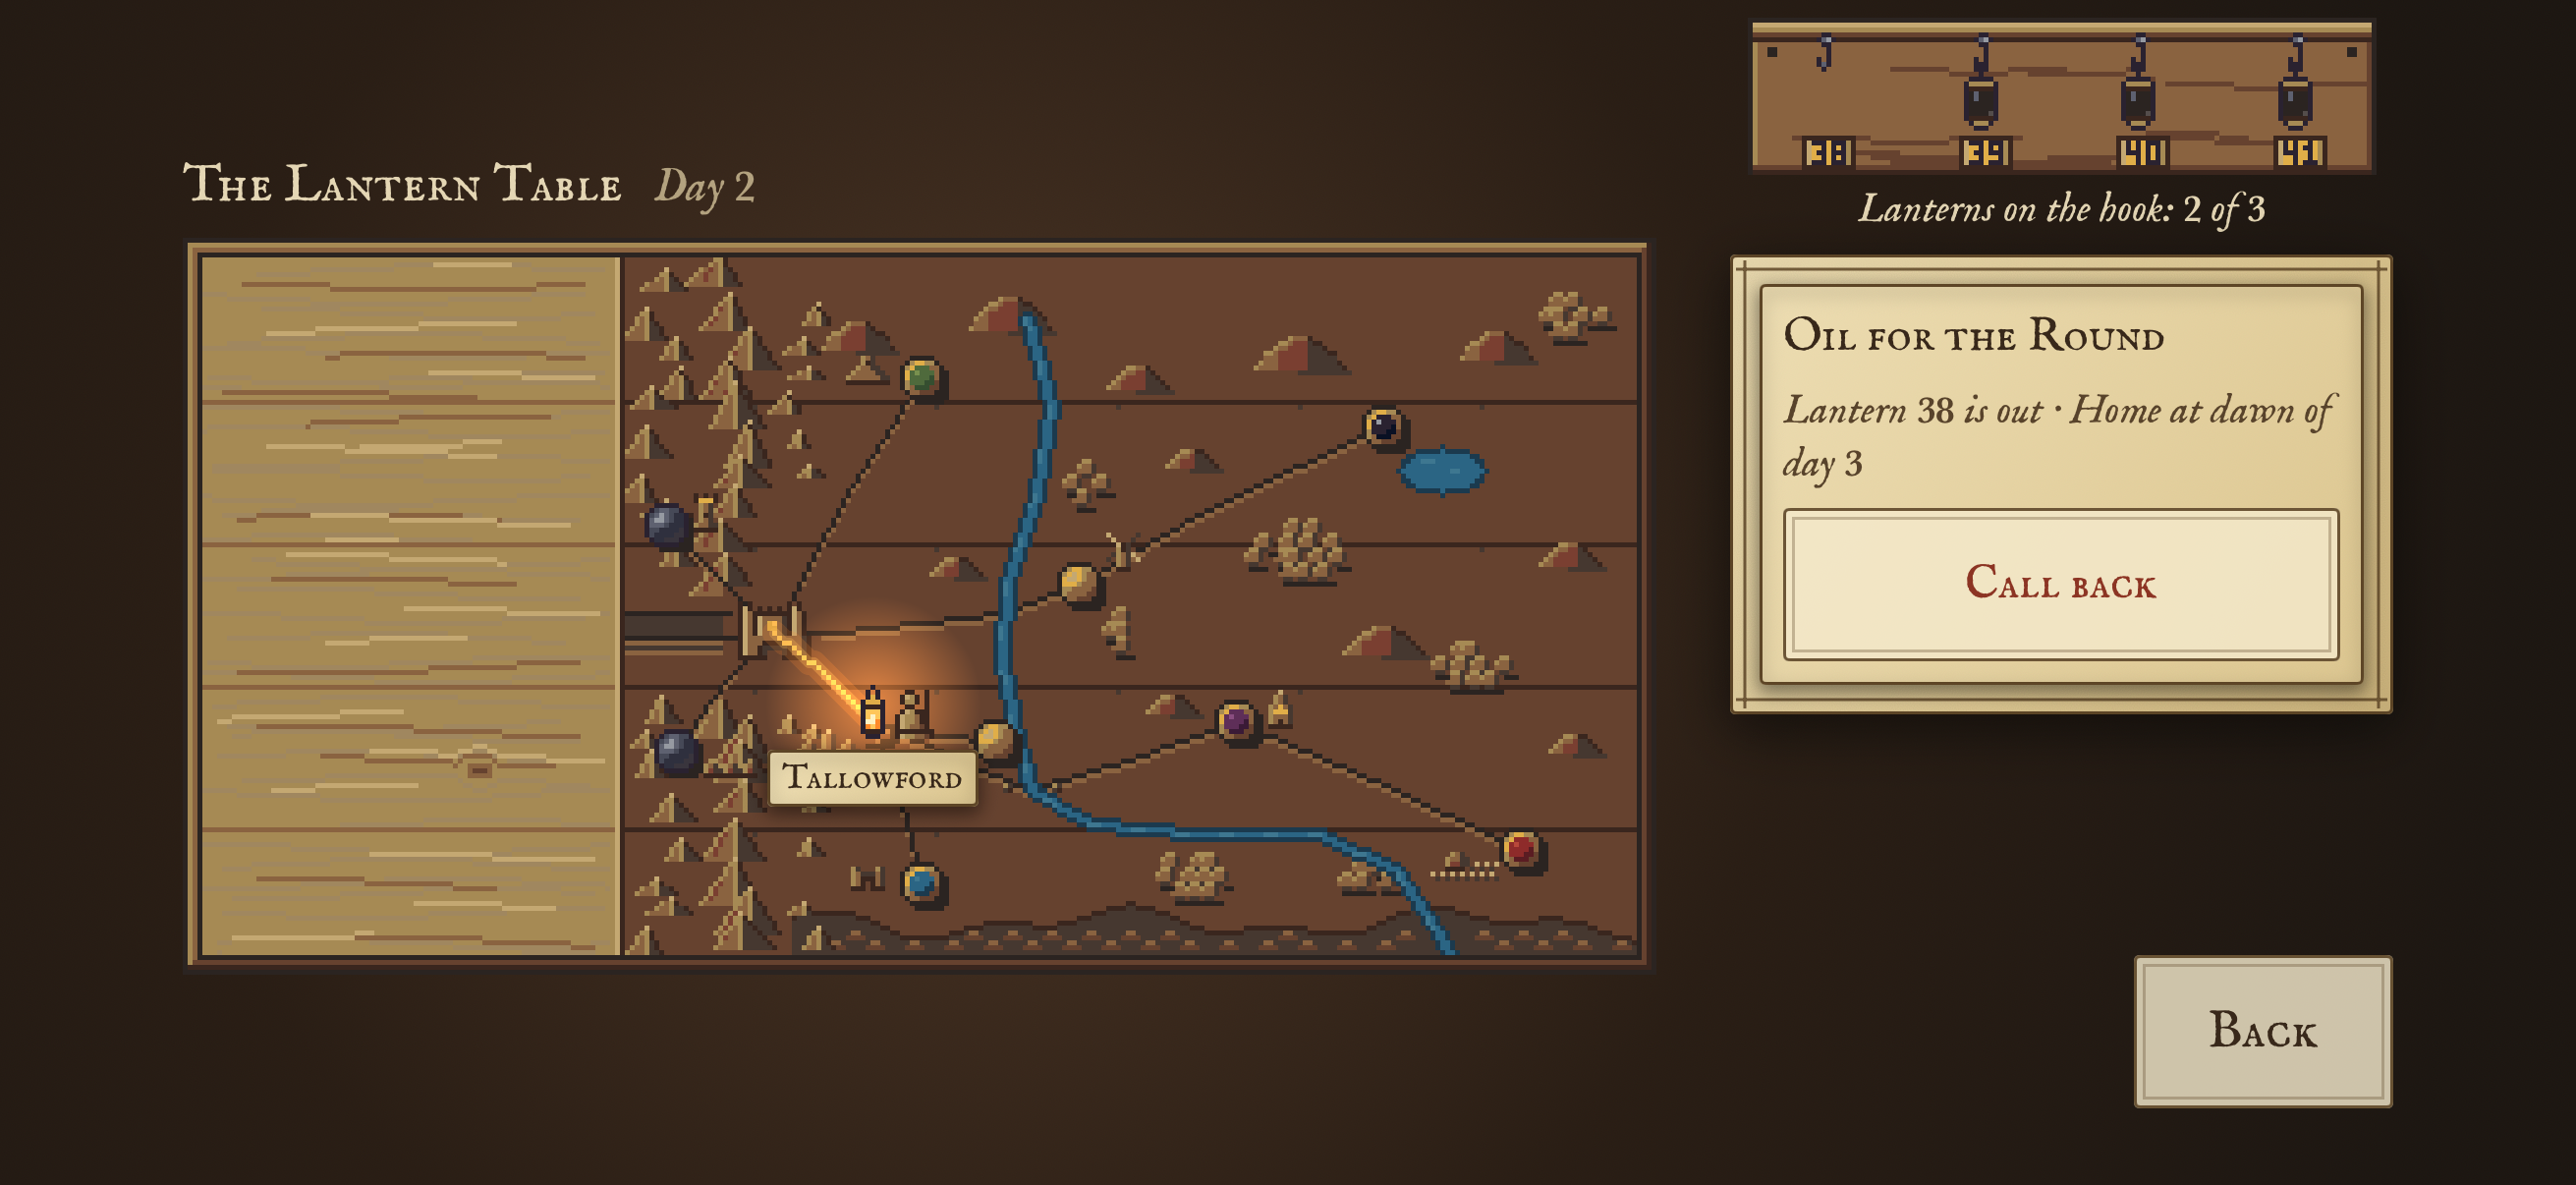 38 39 40 41
Lanterns on the hook: 2 of 3
The Lantern Table Day 2
Oil for the Round
Lantern 38 is out · Home at dawn of
day 3
Call back
Tallowford
Back